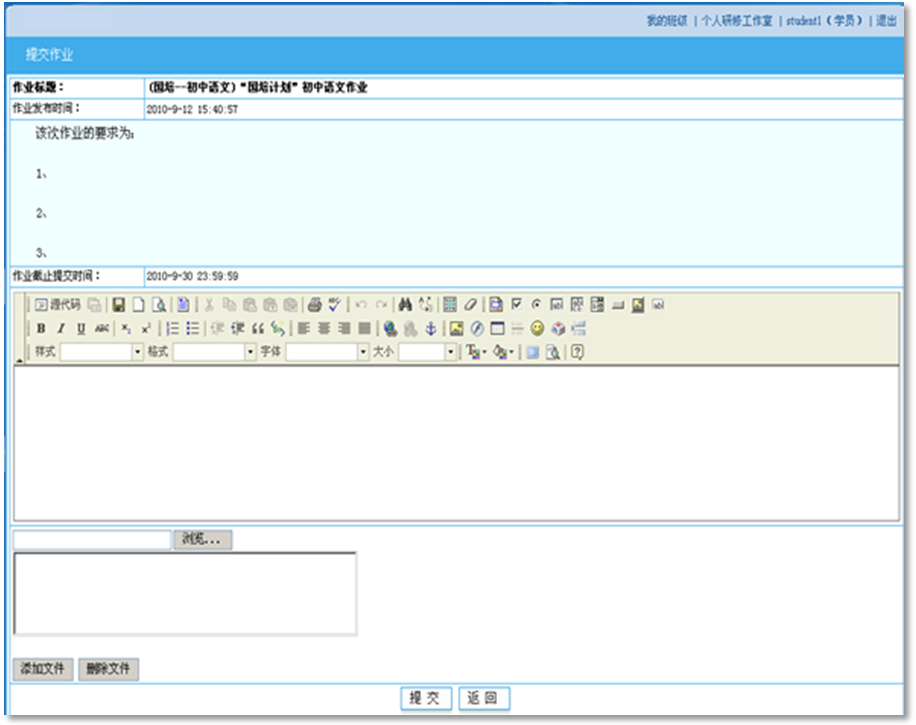 我的班级 | 个人研修工作室 | student1（学员）| 退出
提交作业
作业标题： (国培--初中语文)“国培计划”初中语文作业
作业发布时间： 2010-9-12 15:40:57
该次作业的要求为:
1、
2、
3、
作业截止提交时间： 2010-9-30 23:59:59
源代码
B I U ABC x₂ x²
样式 格式 字体 大小
浏览...
添加文件 删除文件
提 交 返 回